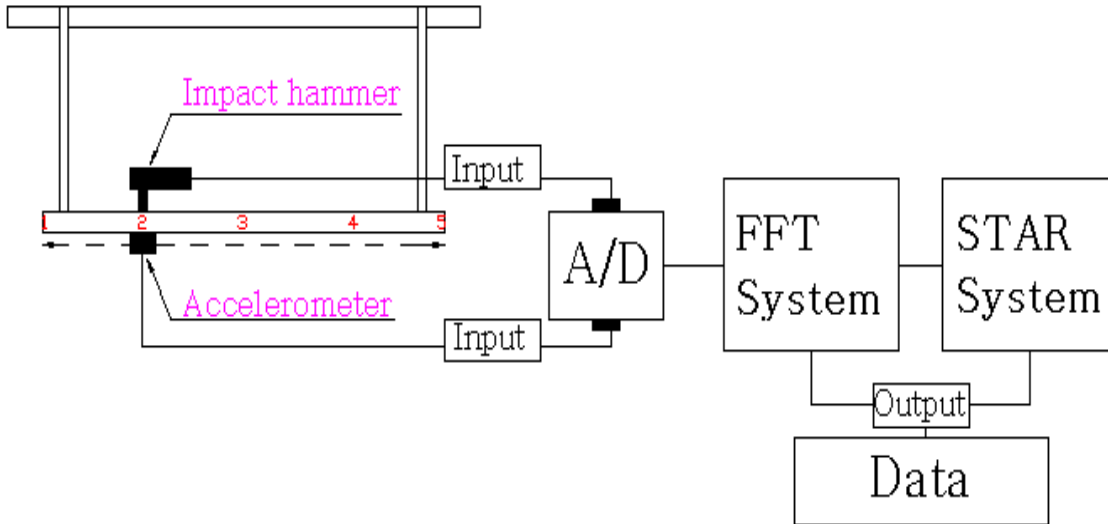 Impact hammer
Input
1 2 3 4 5
A/D
FFT
System
STAR
System
Accelerometer
Input
Output
Data